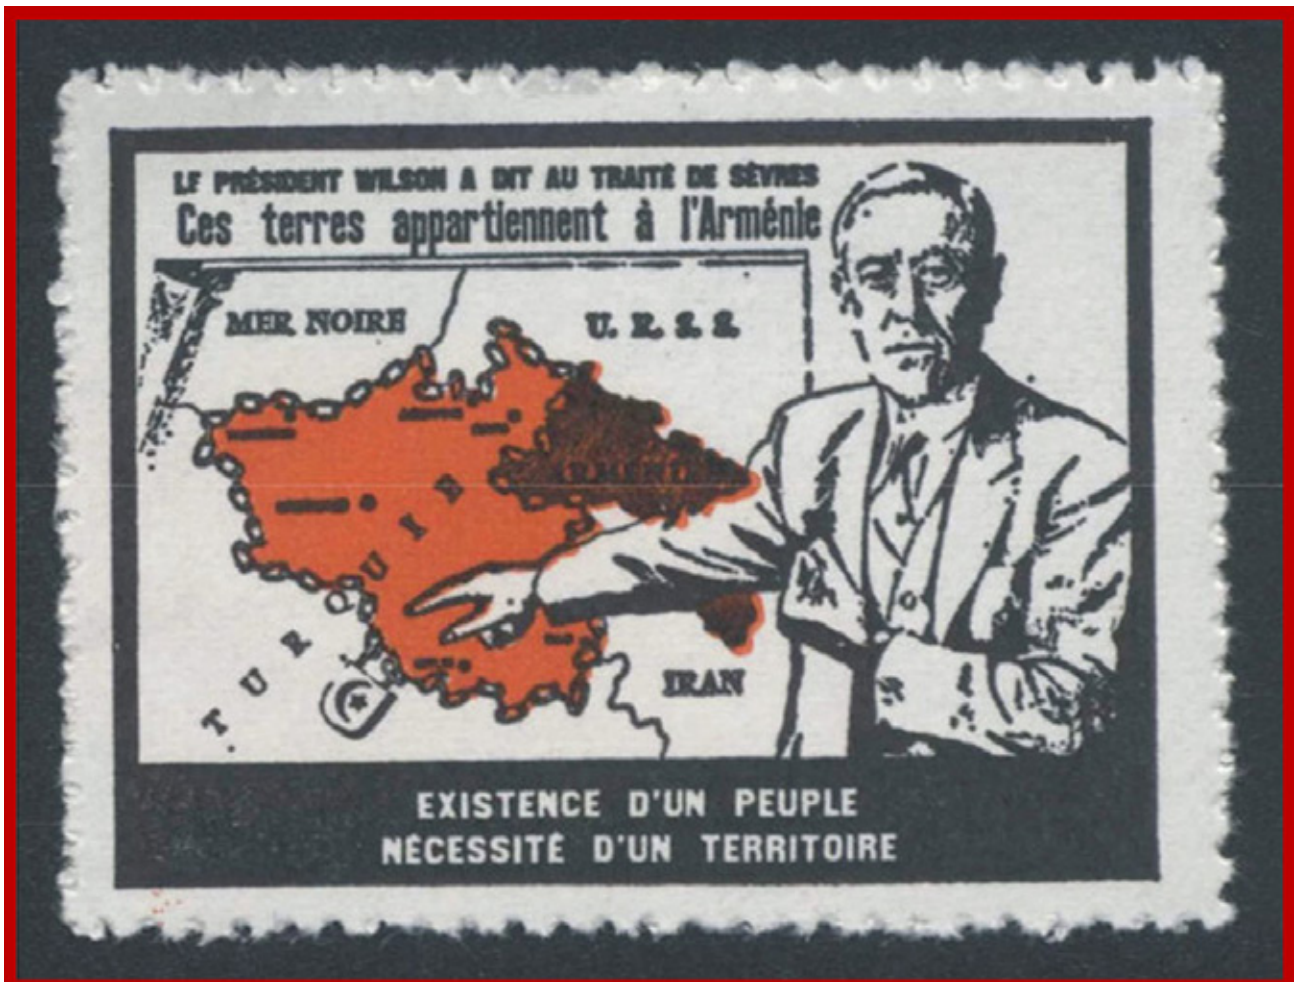 LE PRÉSIDENT WILSON A DIT AU TRAITÉ DE SÈVRES
Ces terres appartiennent à l'Arménie
MER NOIRE
U.R.S.S.
TURQUIE
IRAN
EXISTENCE D'UN PEUPLE
NÉCESSITÉ D'UN TERRITOIRE